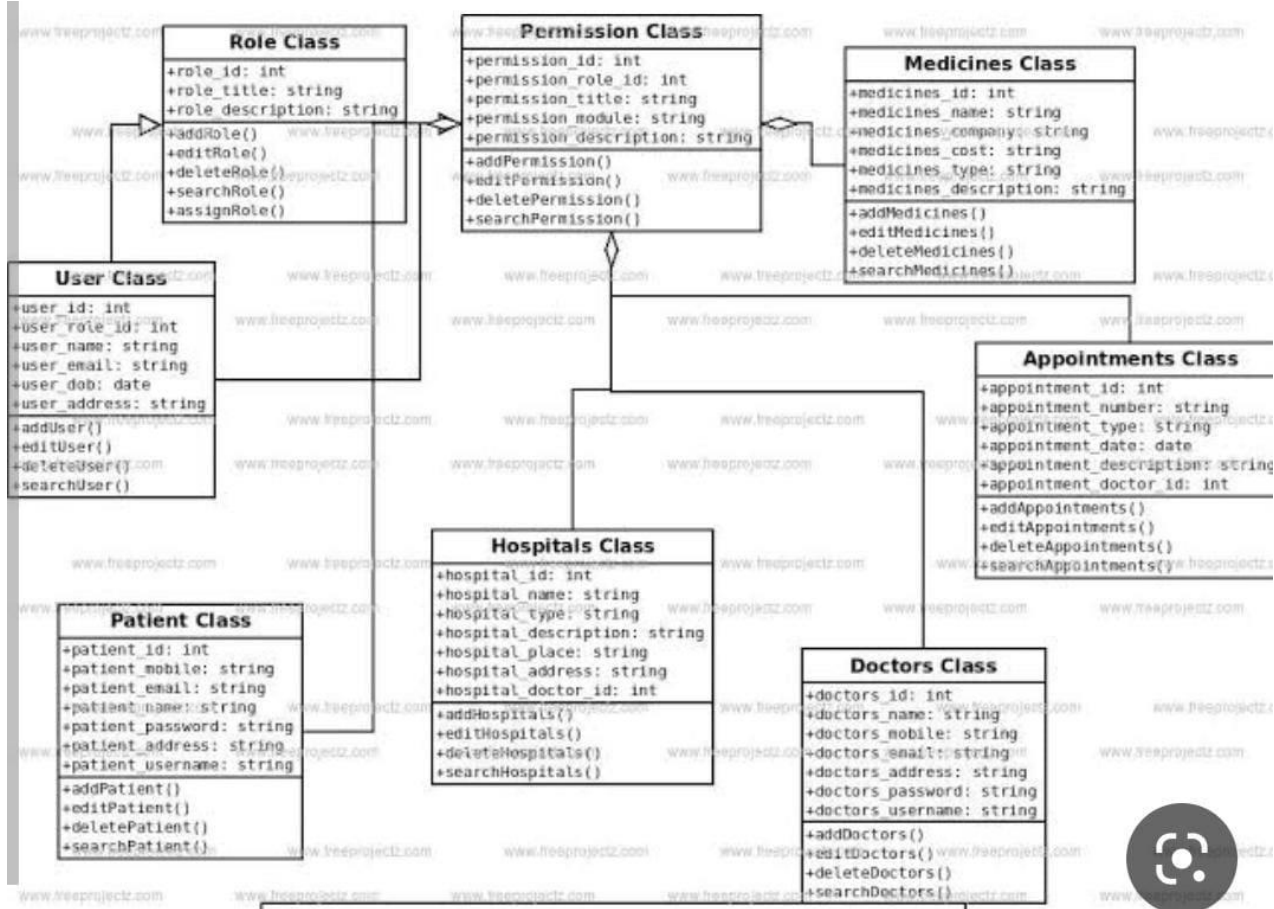 Role Class
+role_id: int
+role_title: string
+role_description: string
+addRole()
+editRole()
+deleteRole()
+searchRole()
+assignRole()
Permission Class
+permission_id: int
+permission_role_id: int
+permission_title: string
+permission_module: string
+permission_description: string
+addPermission()
+editPermission()
+deletePermission()
+searchPermission()
Medicines Class
+medicines_id: int
+medicines_name: string
+medicines_company: string
+medicines_cost: string
+medicines_type: string
+medicines_description: string
+addMedicines()
+editMedicines()
+deleteMedicines()
+searchMedicines()
User Class
+user_id: int
+user_role_id: int
+user_name: string
+user_email: string
+user_dob: date
+user_address: string
+addUser()
+editUser()
+deleteUser()
+searchUser()
Appointments Class
+appointment_id: int
+appointment_number: string
+appointment_type: string
+appointment_date: date
+appointment_description: string
+appointment_doctor_id: int
+addAppointments()
+editAppointments()
+deleteAppointments()
+searchAppointments()
Hospitals Class
+hospital_id: int
+hospital_name: string
+hospital_type: string
+hospital_description: string
+hospital_place: string
+hospital_address: string
+hospital_doctor_id: int
+addHospitals()
+editHospitals()
+deleteHospitals()
+searchHospitals()
Patient Class
+patient_id: int
+patient_mobile: string
+patient_email: string
+patient_name: string
+patient_password: string
+patient_address: string
+patient_username: string
+addPatient()
+editPatient()
+deletePatient()
+searchPatient()
Doctors Class
+doctors_id: int
+doctors_name: string
+doctors_mobile: string
+doctors_email: string
+doctors_address: string
+doctors_password: string
+doctors_username: string
+addDoctors()
+editDoctors()
+deleteDoctors()
+searchDoctors()
www.freeprojectz.com